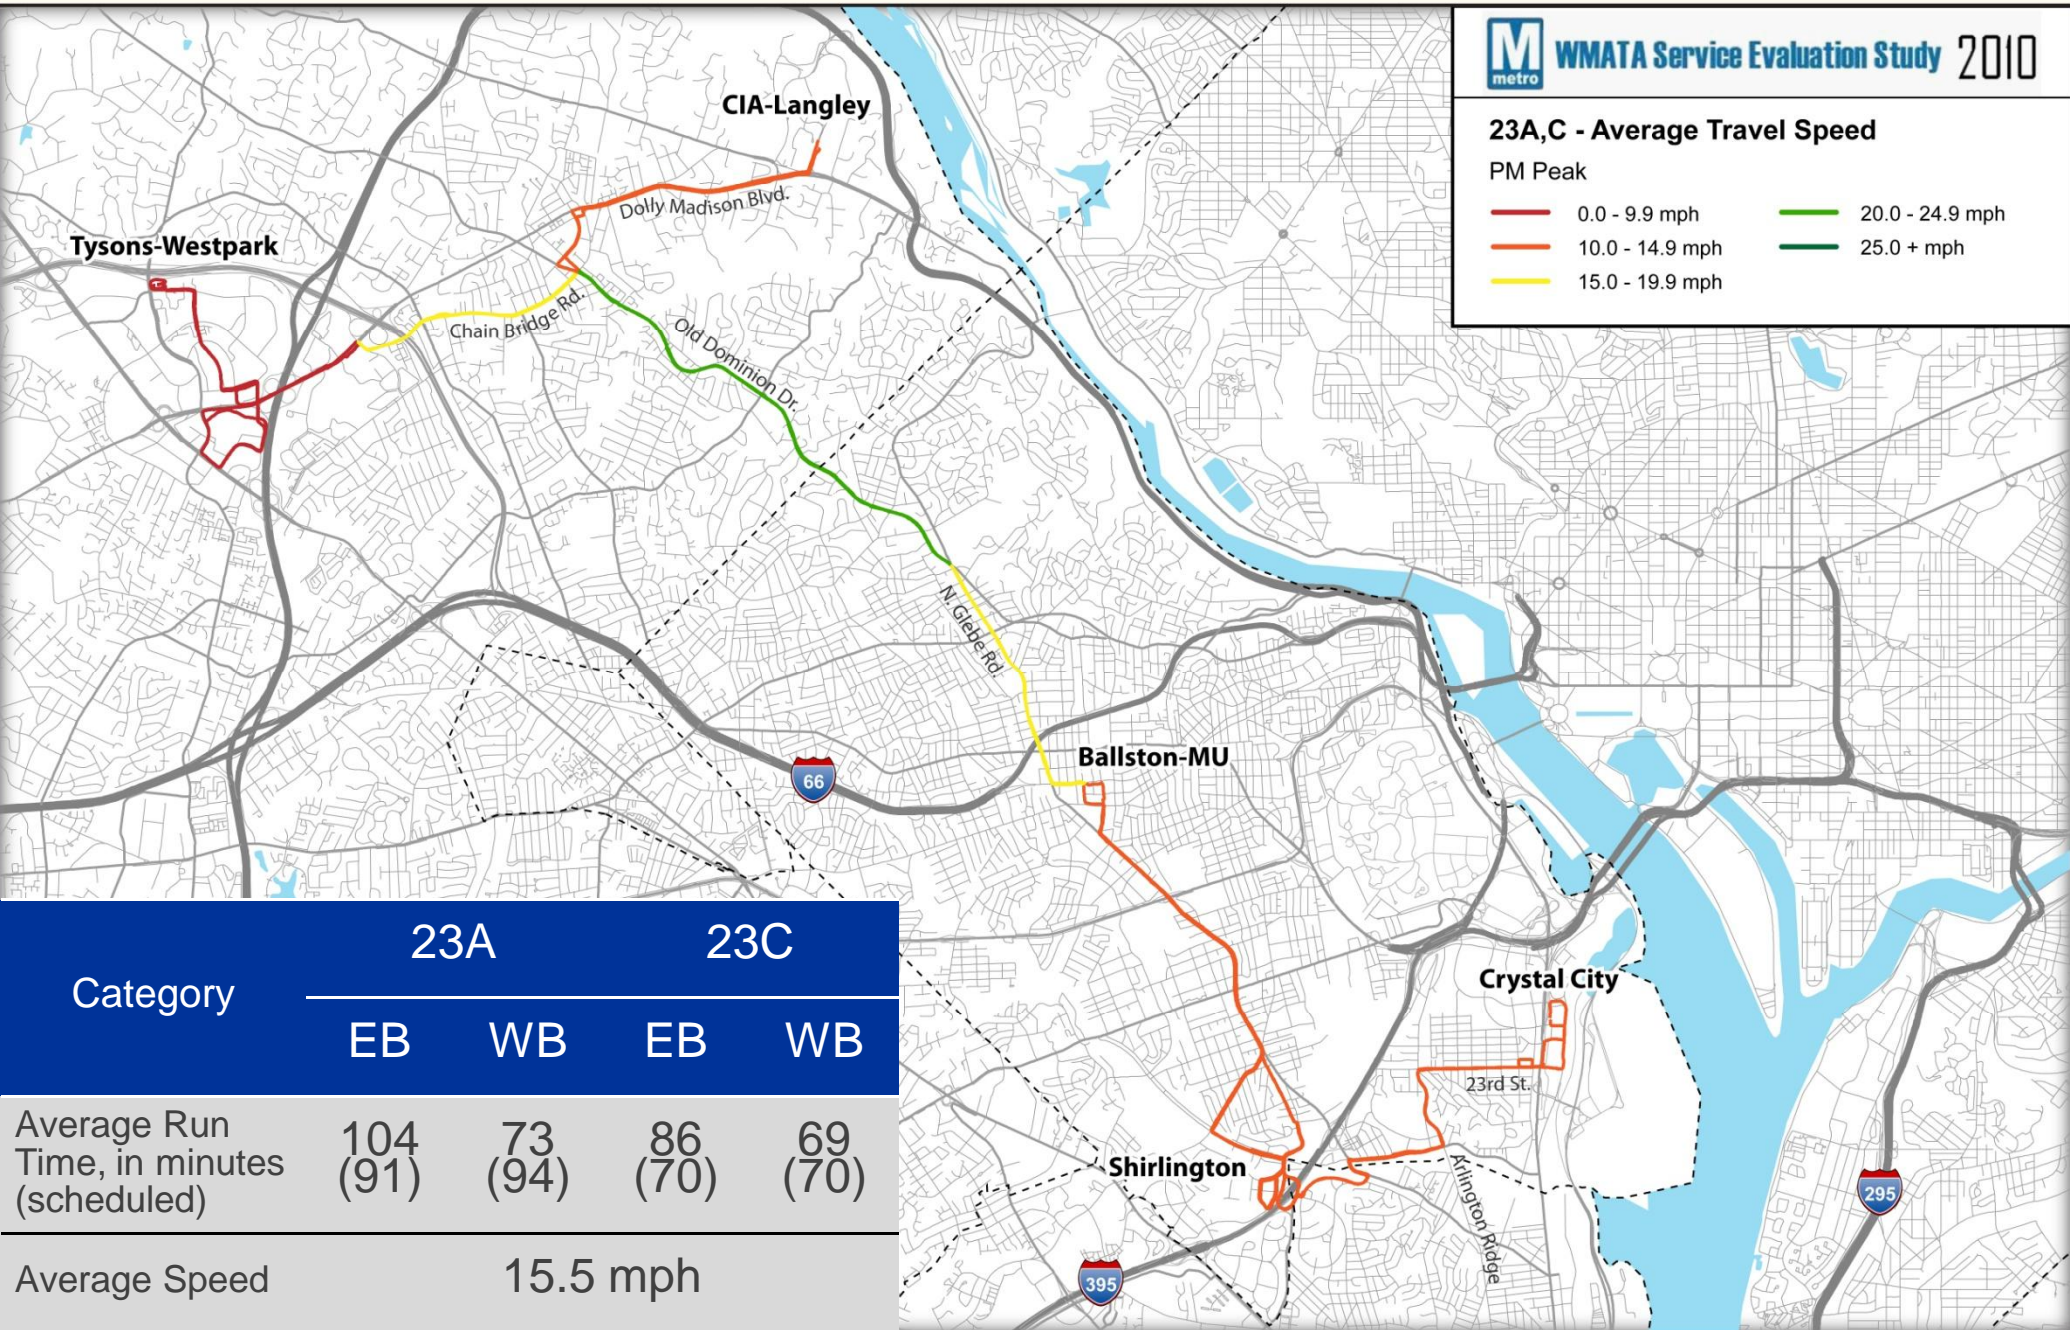 M
metro
WMATA Service Evaluation Study 2010
23A,C - Average Travel Speed
PM Peak
0.0 - 9.9 mph
20.0 - 24.9 mph
10.0 - 14.9 mph
25.0 + mph
15.0 - 19.9 mph
CIA-Langley
Dolly Madison Blvd.
Tysons-Westpark
Chain Bridge Rd.
Old Dominion Dr.
N. Glebe Rd.
Ballston-MU
66
Crystal City
23rd St.
Shirlington
Arlington Ridge
295
395
Category
23A
23C
EB
WB
EB
WB
Average Run
Time, in minutes
(scheduled)
104
(91)
73
(94)
86
(70)
69
(70)
Average Speed
15.5 mph